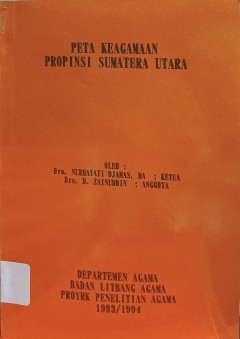 PETA KEAGAMAAN
PROPINSI SUMATERA UTARA
OLEH :
Dra. NURHAYATI DJAMAS, MA : KETUA
Drs. D. ZAINUDDIN : ANGGOTA
DEPARTEMEN AGAMA
BADAN LITBANG AGAMA
PROYEK PENELITIAN AGAMA
1993/1994